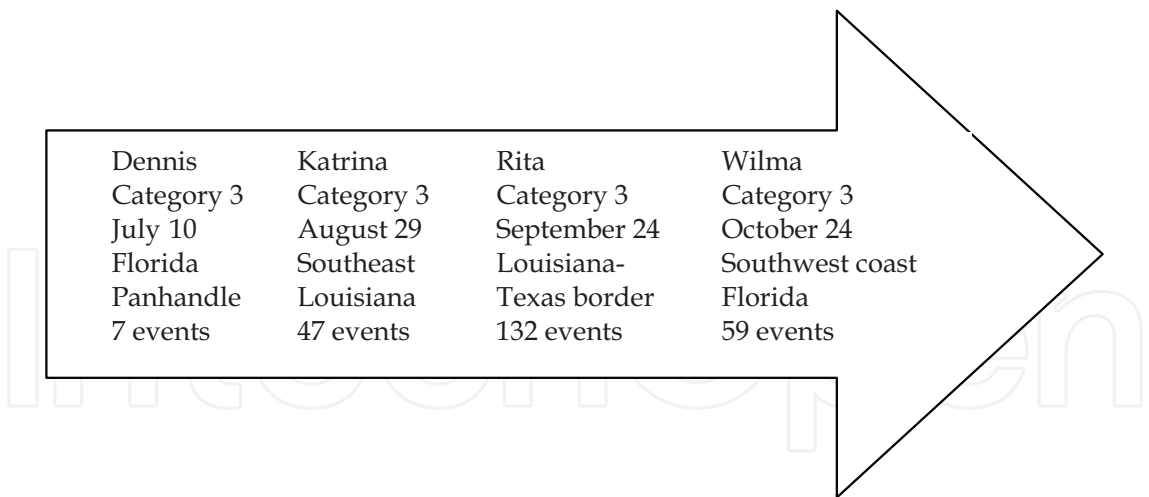 Dennis
Category 3
July 10
Florida
Panhandle
7 events
Katrina
Category 3
August 29
Southeast
Louisiana
47 events
Rita
Category 3
September 24
Louisiana-
Texas border
132 events
Wilma
Category 3
October 24
Southwest coast
Florida
59 events
IntechOpen